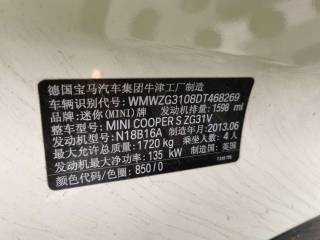 德国宝马汽车集团牛津工厂制造
车辆识别代号: WMWZG3108DT468269
品牌: 迷你 (MINI) 牌 发动机排量: 1598 ml
整车型号: MINI COOPER S ZG31V
发动机型号: N18B16A 制造年月: 2013.06
最大允许总质量: 1720 kg 乘坐人数: 4 人
发动机最大净功率: 135 kW 制造国: 英国
颜色代码/色圈: 850/0